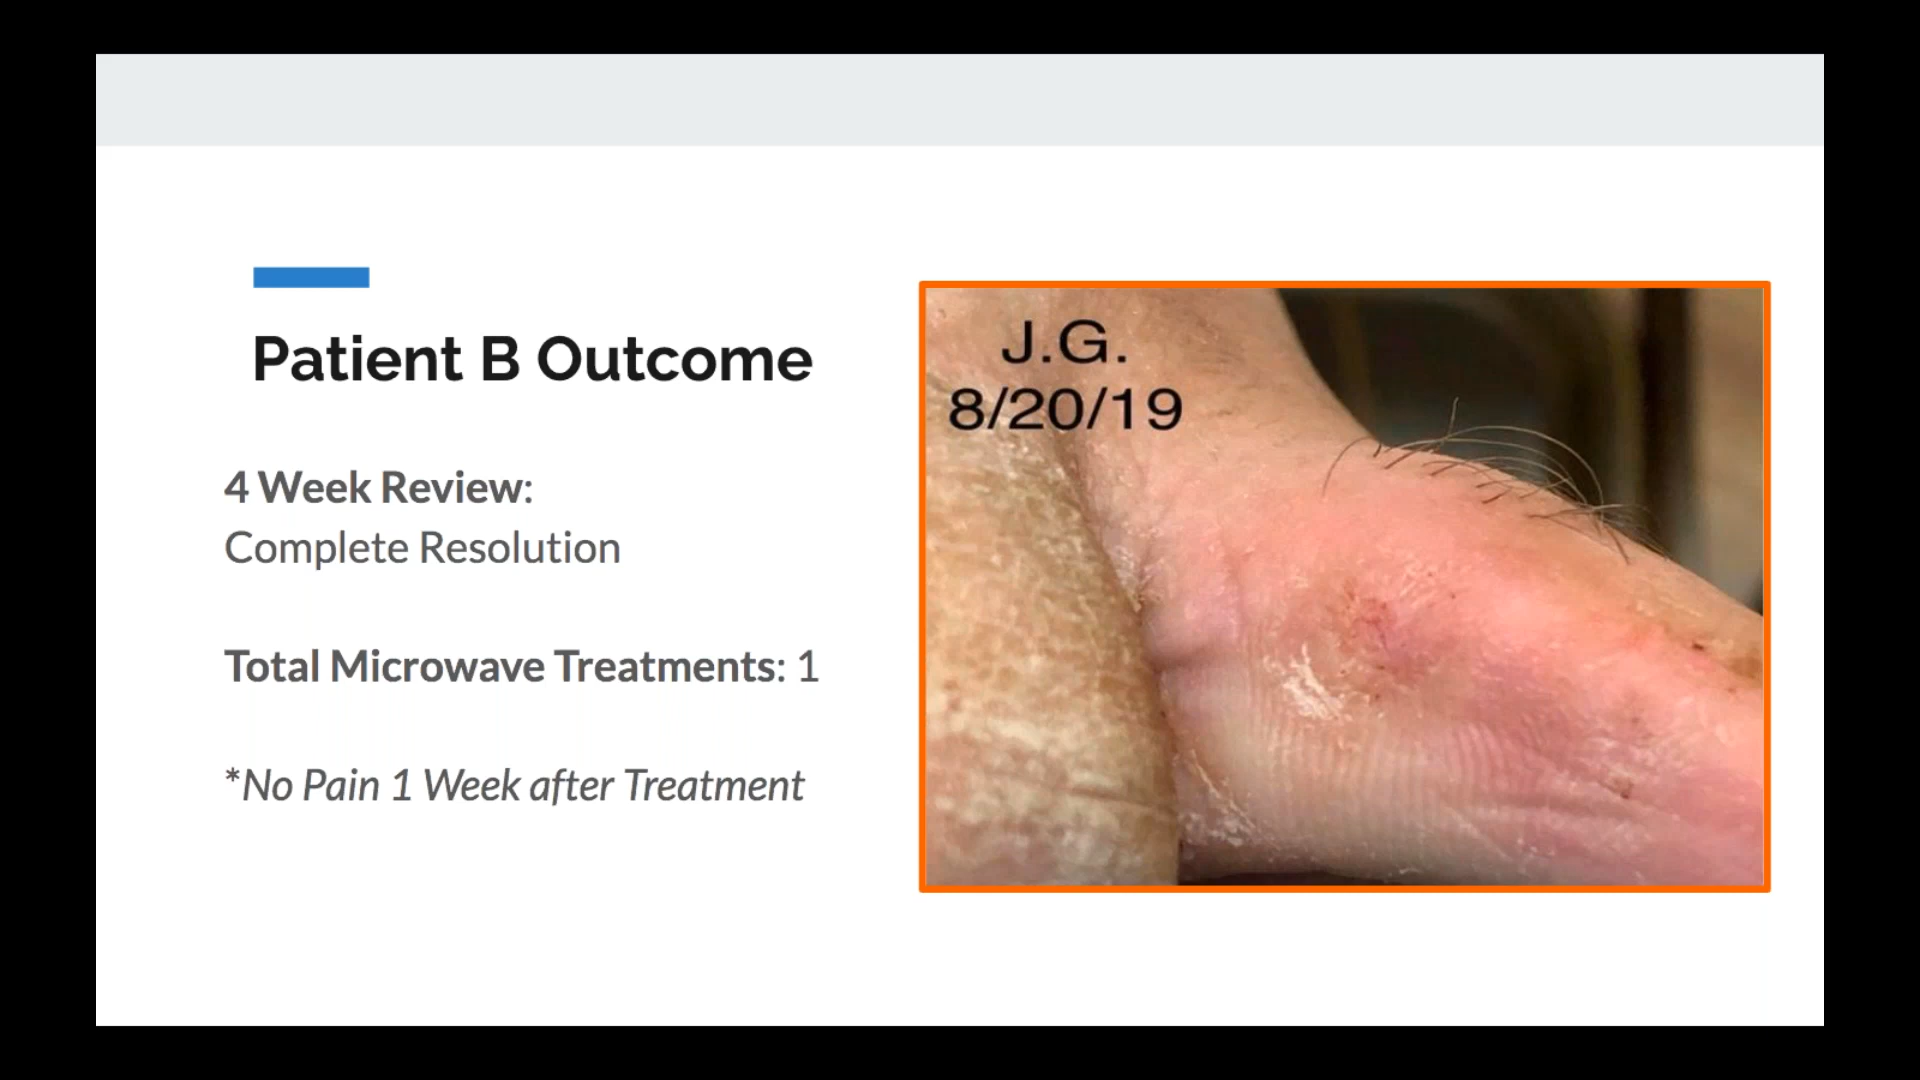 Patient B Outcome
4 Week Review:
Complete Resolution
Total Microwave Treatments: 1
*No Pain 1 Week after Treatment
J.G.
8/20/19